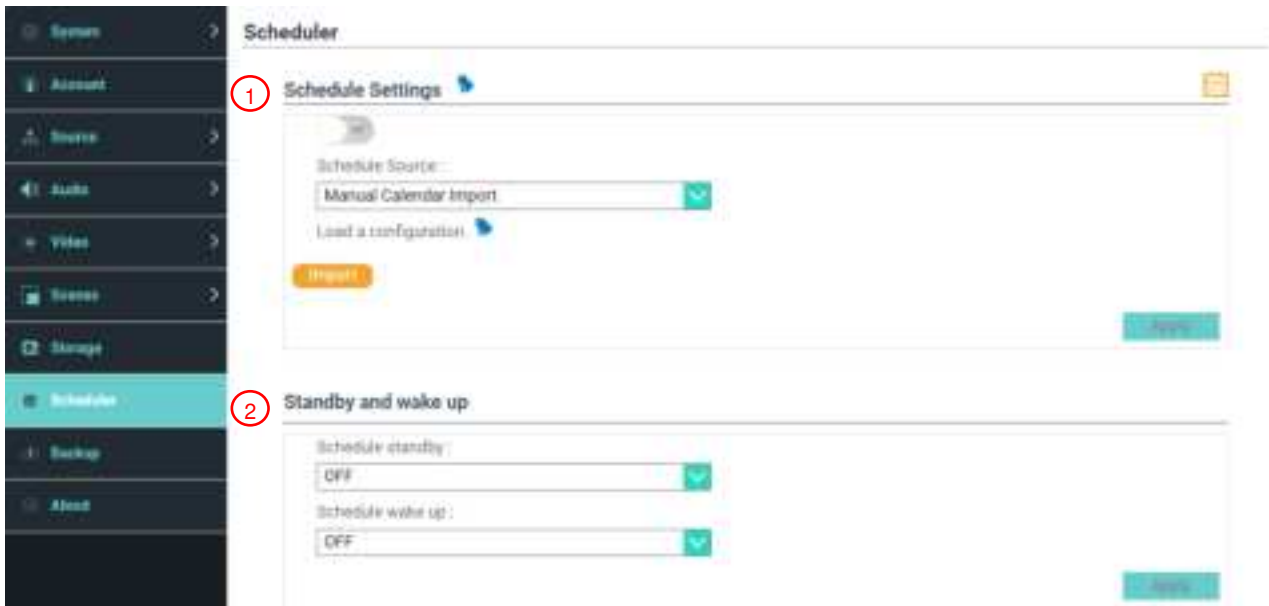 System
Account
Source
Audio
Video
Scenes
Storage
Scheduler
Backup
About
Scheduler
1
Schedule Settings
Schedule Source :
Manual Calendar Import
Load a configuration
Import
Apply
2
Standby and wake up
Schedule standby :
OFF
Schedule wake up :
OFF
Apply